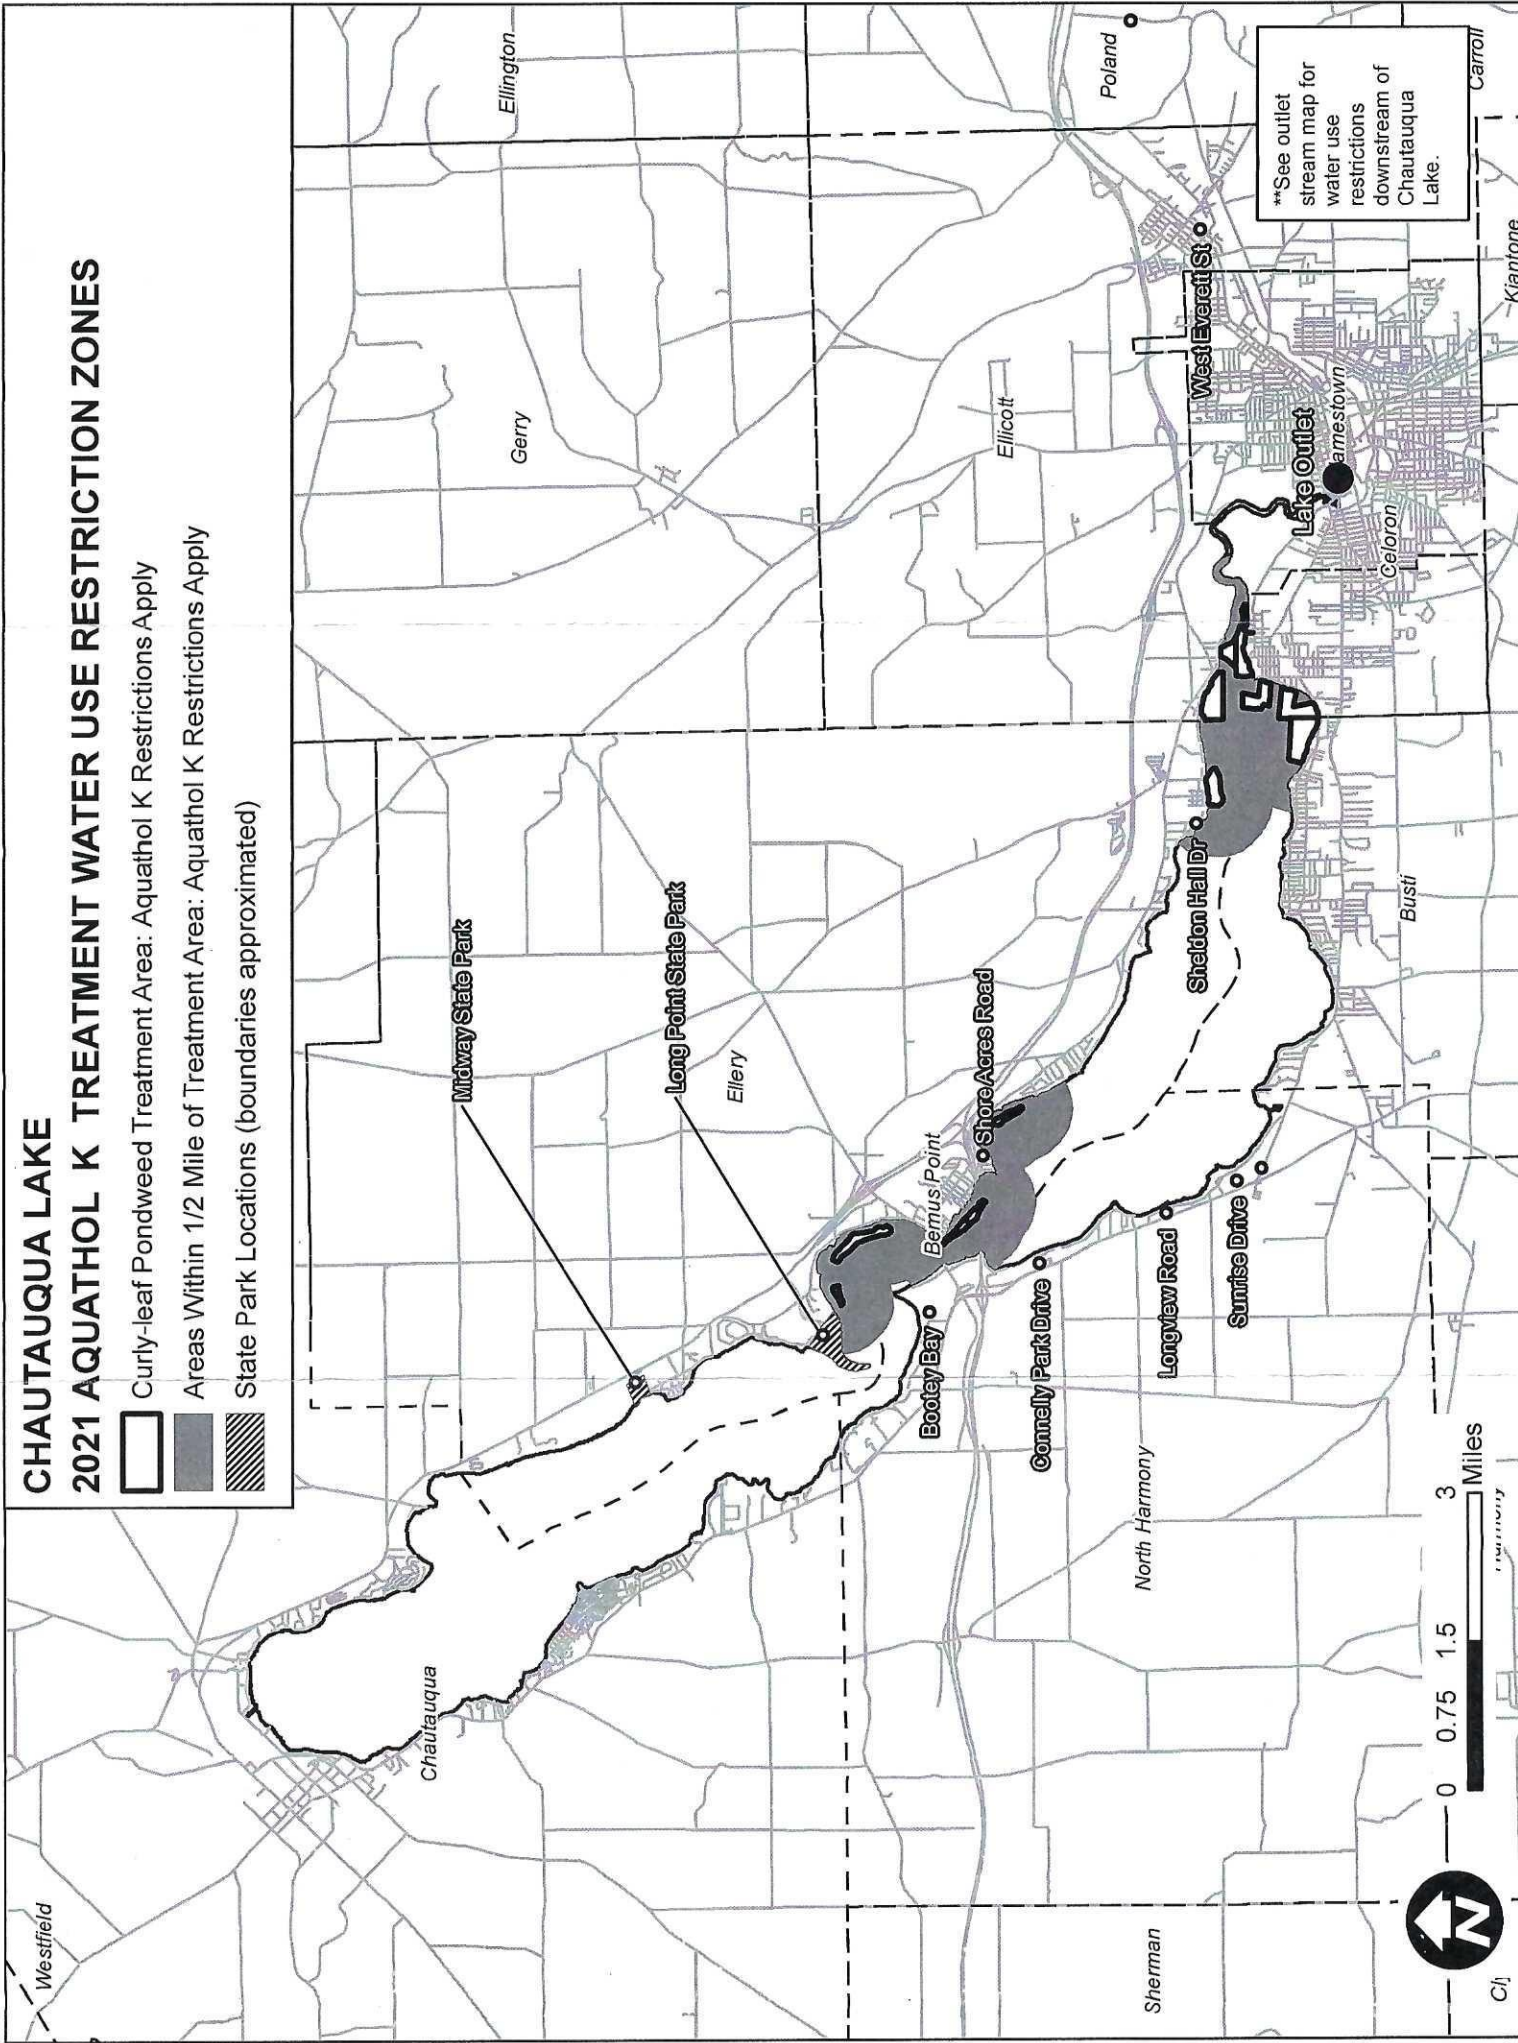 CHAUTAUQUA LAKE
2021 AQUATHOL K TREATMENT WATER USE RESTRICTION ZONES
Curly-leaf Pondweed Treatment Area: Aquathol K Restrictions Apply
Areas Within 1/2 Mile of Treatment Area: Aquathol K Restrictions Apply
State Park Locations (boundaries approximated)
Westfield
Chautauqua
Midway State Park
Long Point State Park
Ellington
Gerry
Ellery
Bemus Point
Shore Acres Road
Bootey Bay
Connelly Park Drive
Longview Road
Sunrise Drive
North Harmony
Sherman
Sheldon Hall Dr
Busti
Ellicott
Poland
West Everett St
Lake Outlet
amestown
Celoron
Carroll
Kiantone
**See outlet
stream map for
water use
restrictions
downstream of
Chautauqua
Lake.
N
0 0.75 1.5 3
Miles